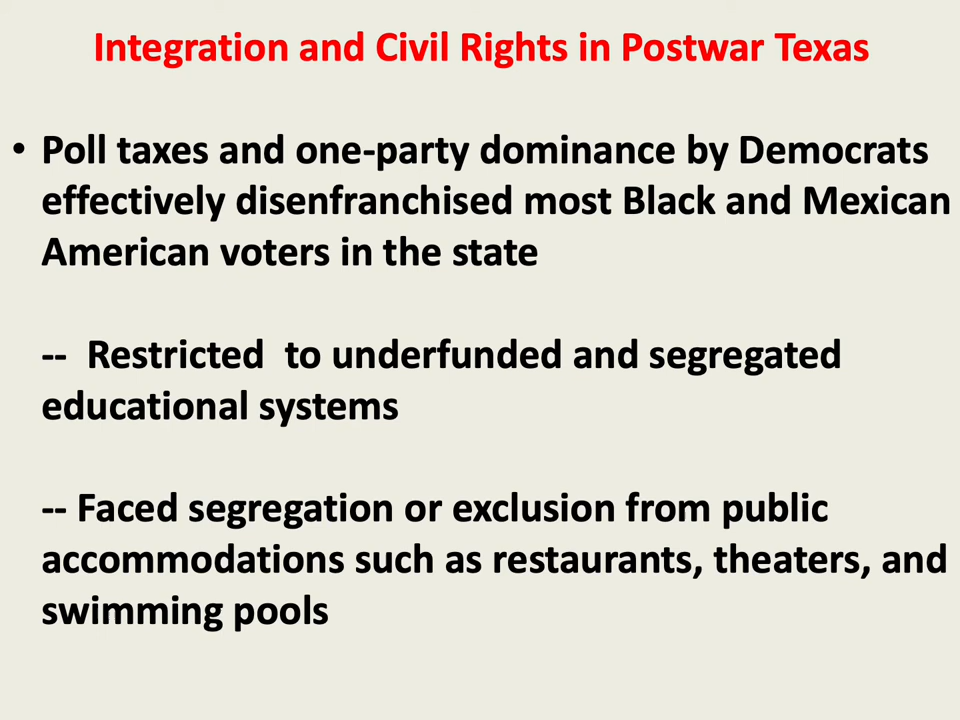 Integration and Civil Rights in Postwar Texas
• Poll taxes and one-party dominance by Democrats
effectively disenfranchised most Black and Mexican
American voters in the state
-- Restricted  to underfunded and segregated
educational systems
-- Faced segregation or exclusion from public
accommodations such as restaurants, theaters, and
swimming pools